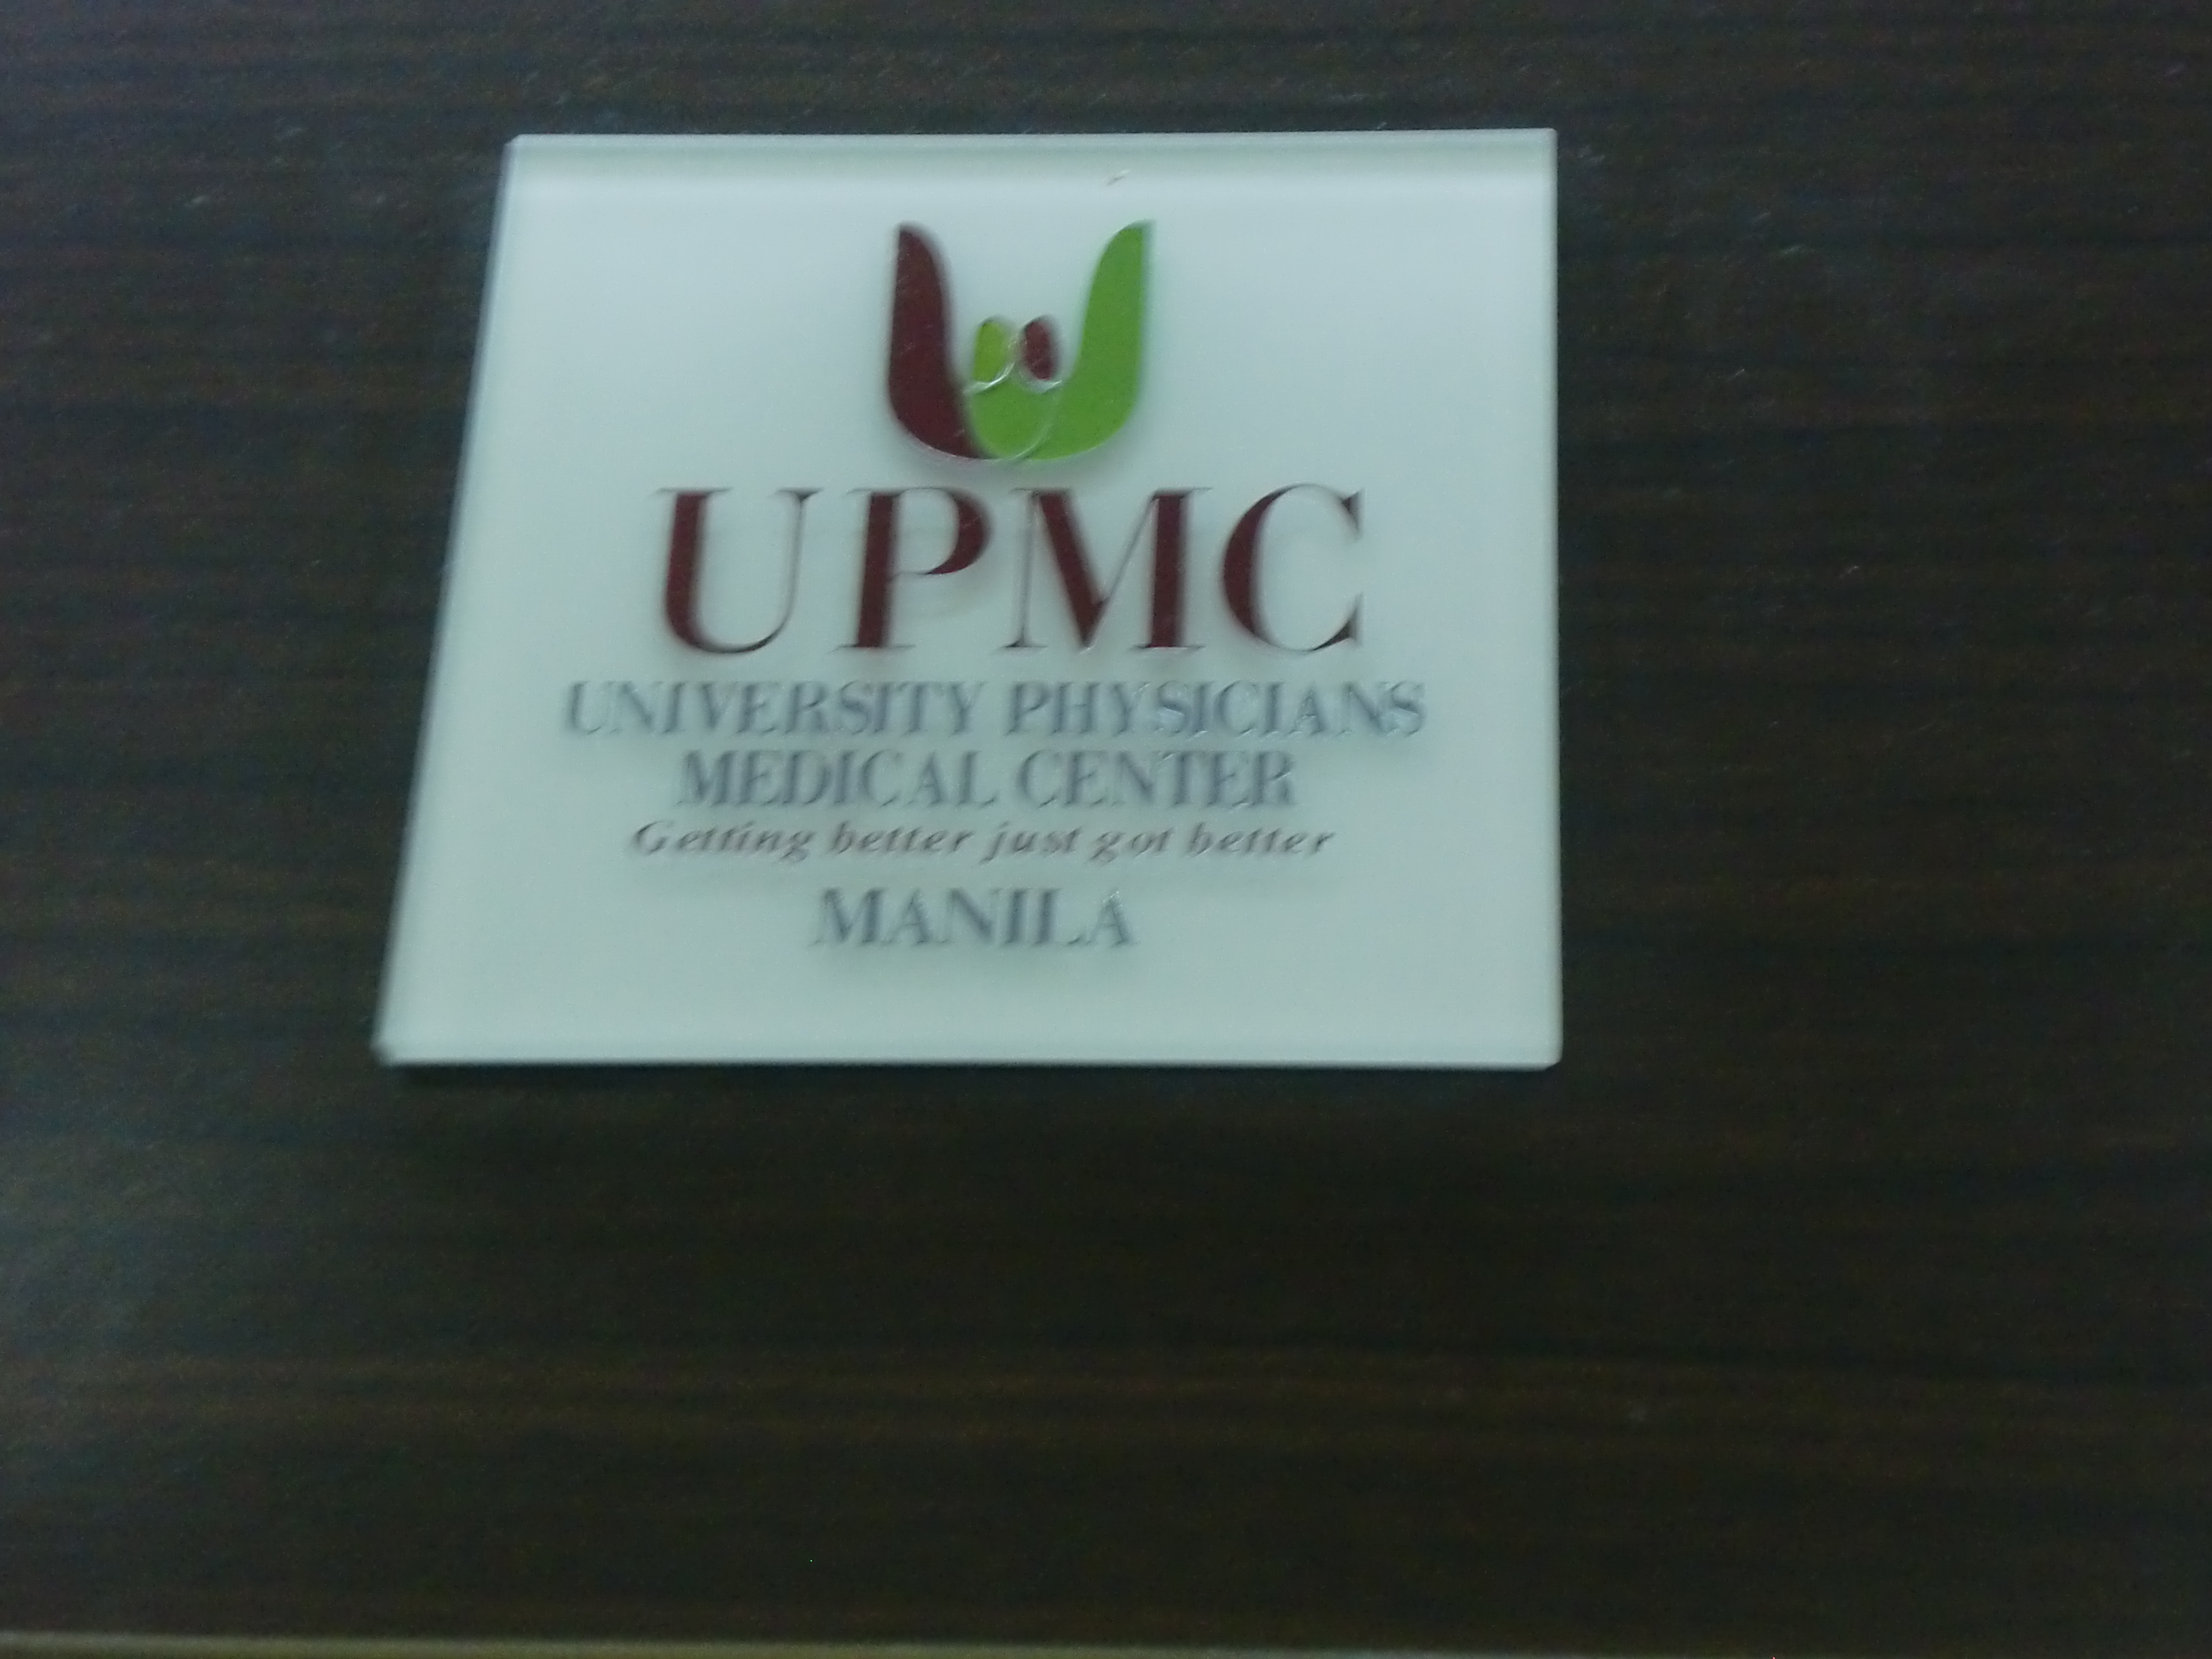 UPMC
UNIVERSITY PHYSICIANS
MEDICAL CENTER
Getting better just got better
MANILA